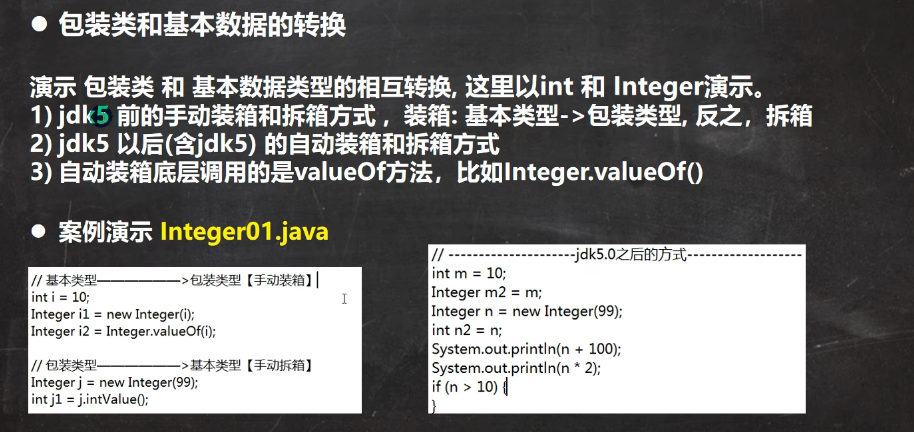 ● 包装类和基本数据的转换
演示 包装类 和 基本数据类型的相互转换, 这里以int 和 Integer演示。
1) jdk5 前的手动装箱和拆箱方式 ，装箱: 基本类型->包装类型, 反之，拆箱
2) jdk5 以后(含jdk5) 的自动装箱和拆箱方式
3) 自动装箱底层调用的是valueOf方法，比如Integer.valueOf()
● 案例演示 Integer01.java
// 基本类型——————>包装类型【手动装箱】
int i = 10;
Integer i1 = new Integer(i);
Integer i2 = Integer.valueOf(i);
// 包装类型——————>基本类型【手动拆箱】
Integer j = new Integer(99);
int j1 = j.intValue();
// ---------------------jdk5.0之后的方式-------------------
int m = 10;
Integer m2 = m;
Integer n = new Integer(99);
int n2 = n;
System.out.println(n + 100);
System.out.println(n * 2);
if (n > 10) {
}